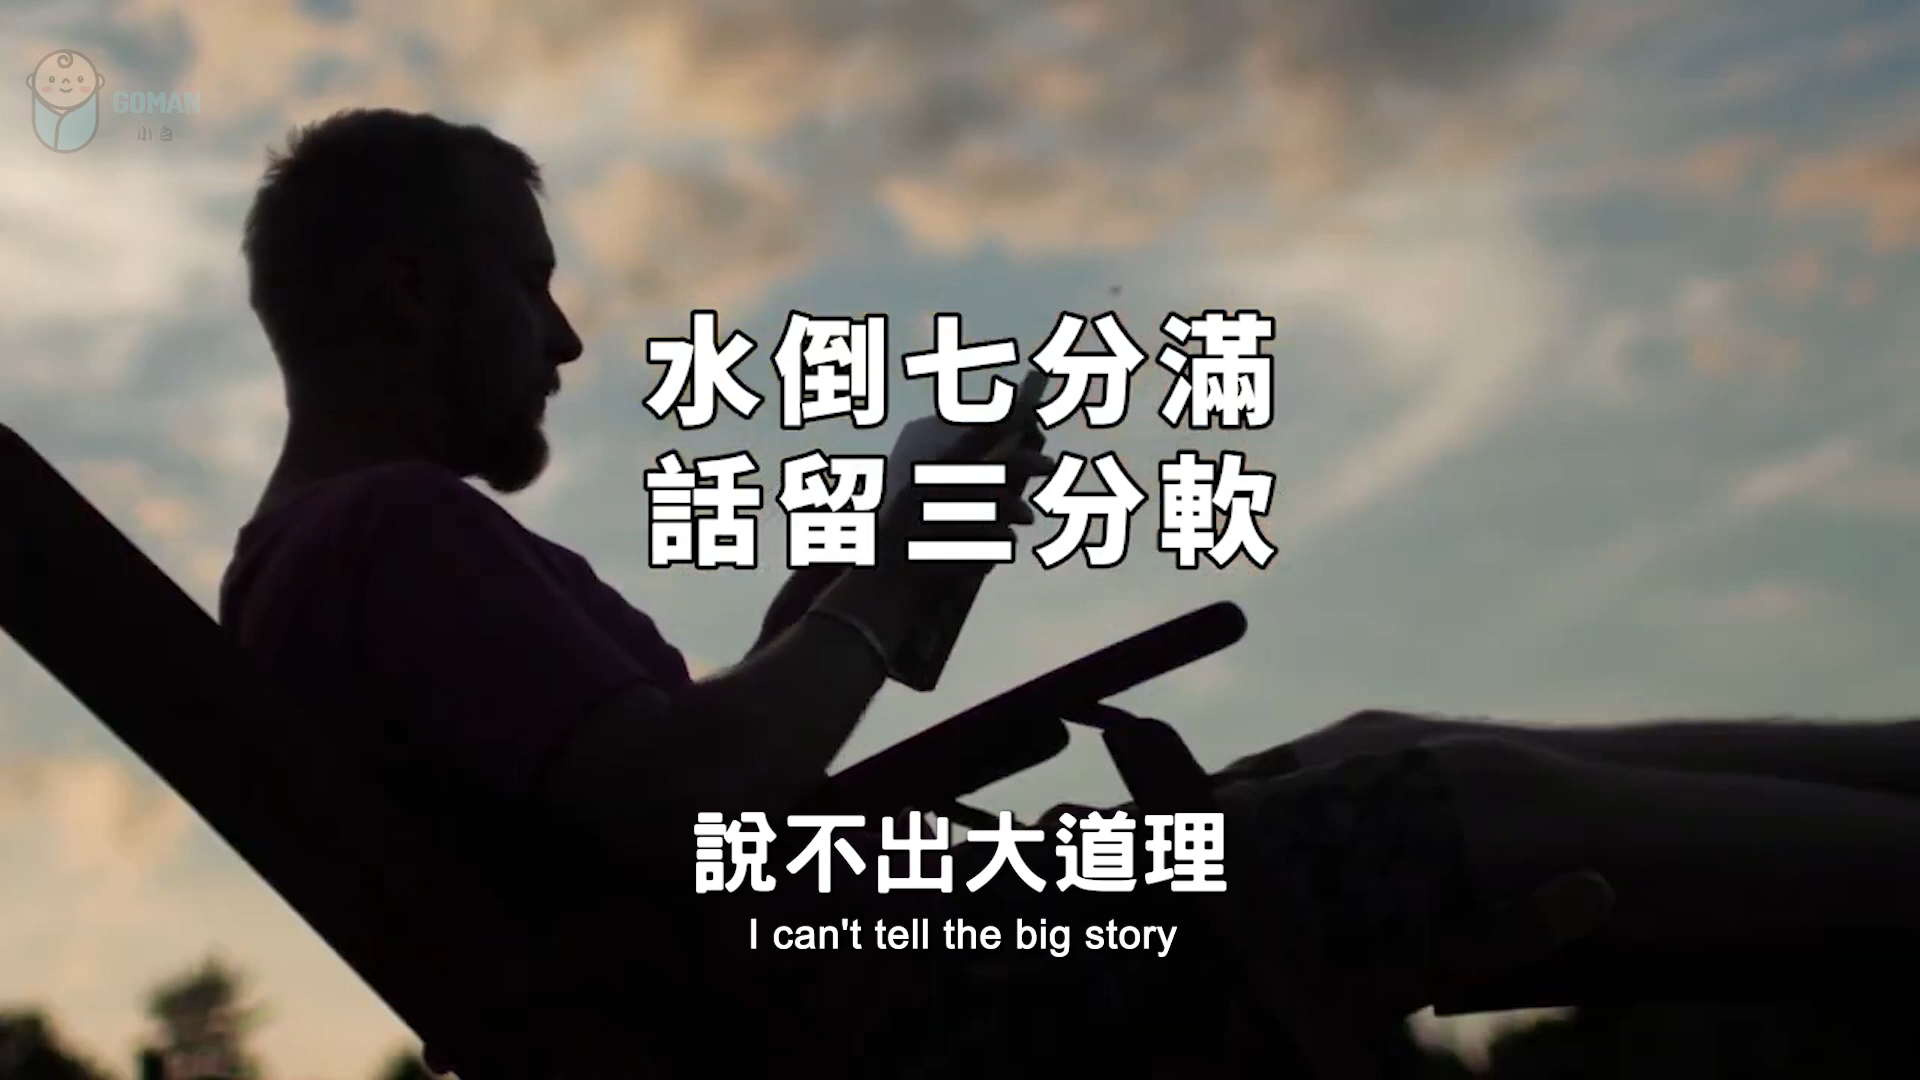 GOMAN
小白
水倒七分滿
話留三分軟
說不出大道理
I can't tell the big story